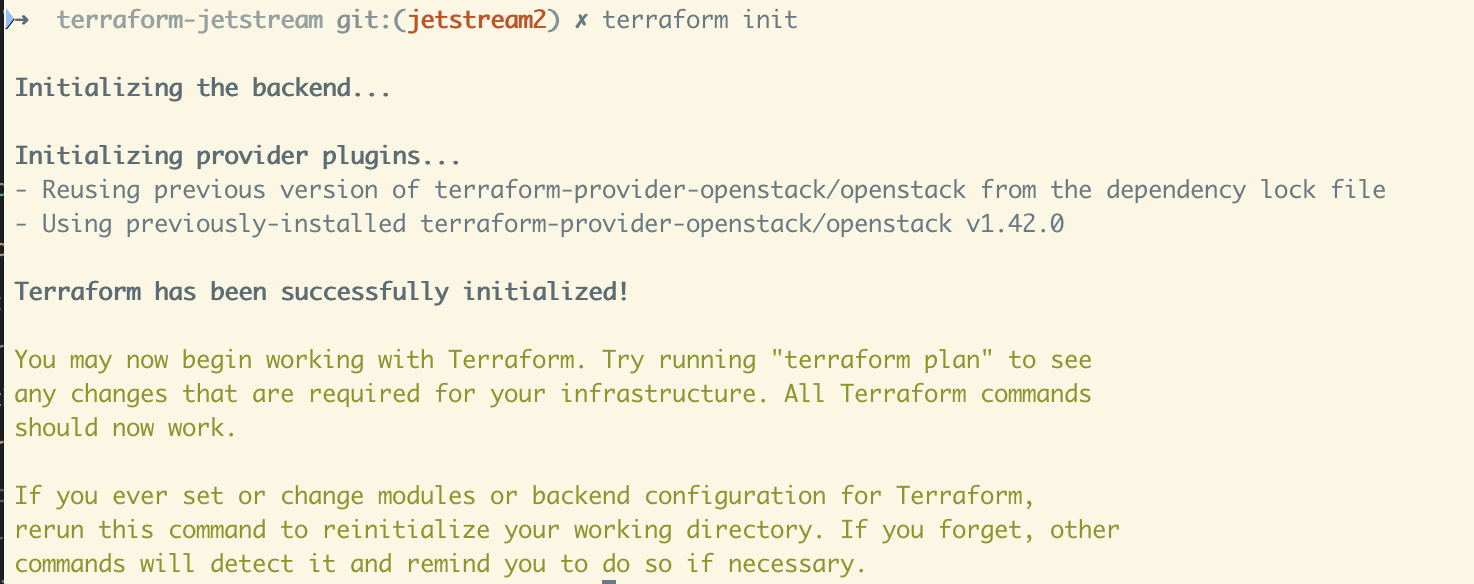 ➜  terraform-jetstream git:(jetstream2) ✗ terraform init
Initializing the backend...
Initializing provider plugins...
- Reusing previous version of terraform-provider-openstack/openstack from the dependency lock file
- Using previously-installed terraform-provider-openstack/openstack v1.42.0
Terraform has been successfully initialized!
You may now begin working with Terraform. Try running "terraform plan" to see
any changes that are required for your infrastructure. All Terraform commands
should now work.
If you ever set or change modules or backend configuration for Terraform,
rerun this command to reinitialize your working directory. If you forget, other
commands will detect it and remind you to do so if necessary.